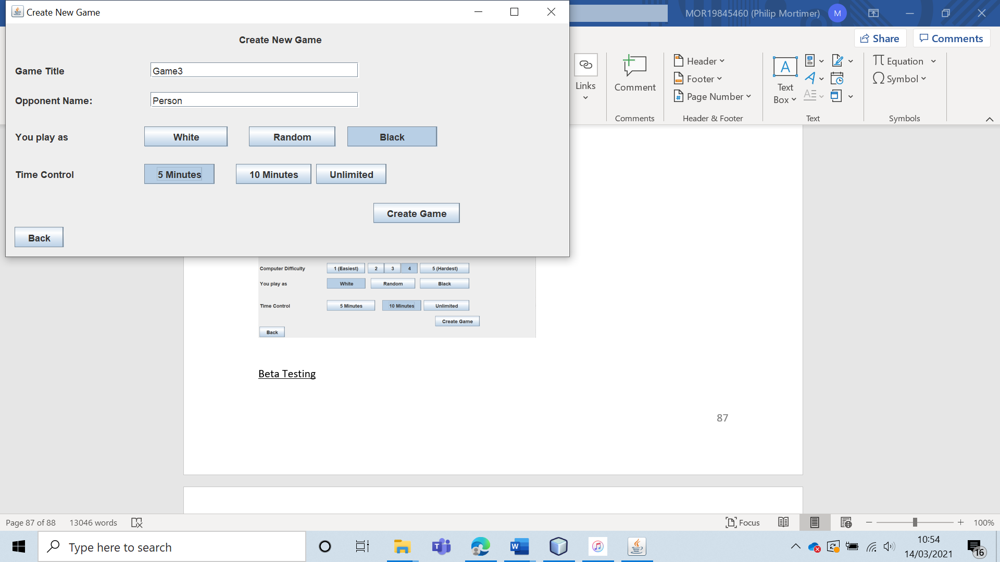 Create New Game
MOR19845460 (Philip Mortimer) M
Share Comments
Create New Game
Game Title Game3
Opponent Name: Person
You play as White Random Black
Time Control 5 Minutes 10 Minutes Unlimited
Create Game
Back
Links
Comment
Comments
Header
Footer
Page Number
Header & Footer
Text Box
Text
Equation
Symbol
Symbols
Computer Difficulty 1 (Easiest) 2 3 4 5 (Hardest)
You play as White Random Black
Time Control 5 Minutes 10 Minutes Unlimited
Create Game
Back
Beta Testing
87
Page 87 of 88 13046 words Focus 100%
Type here to search
10:54
14/03/2021
16